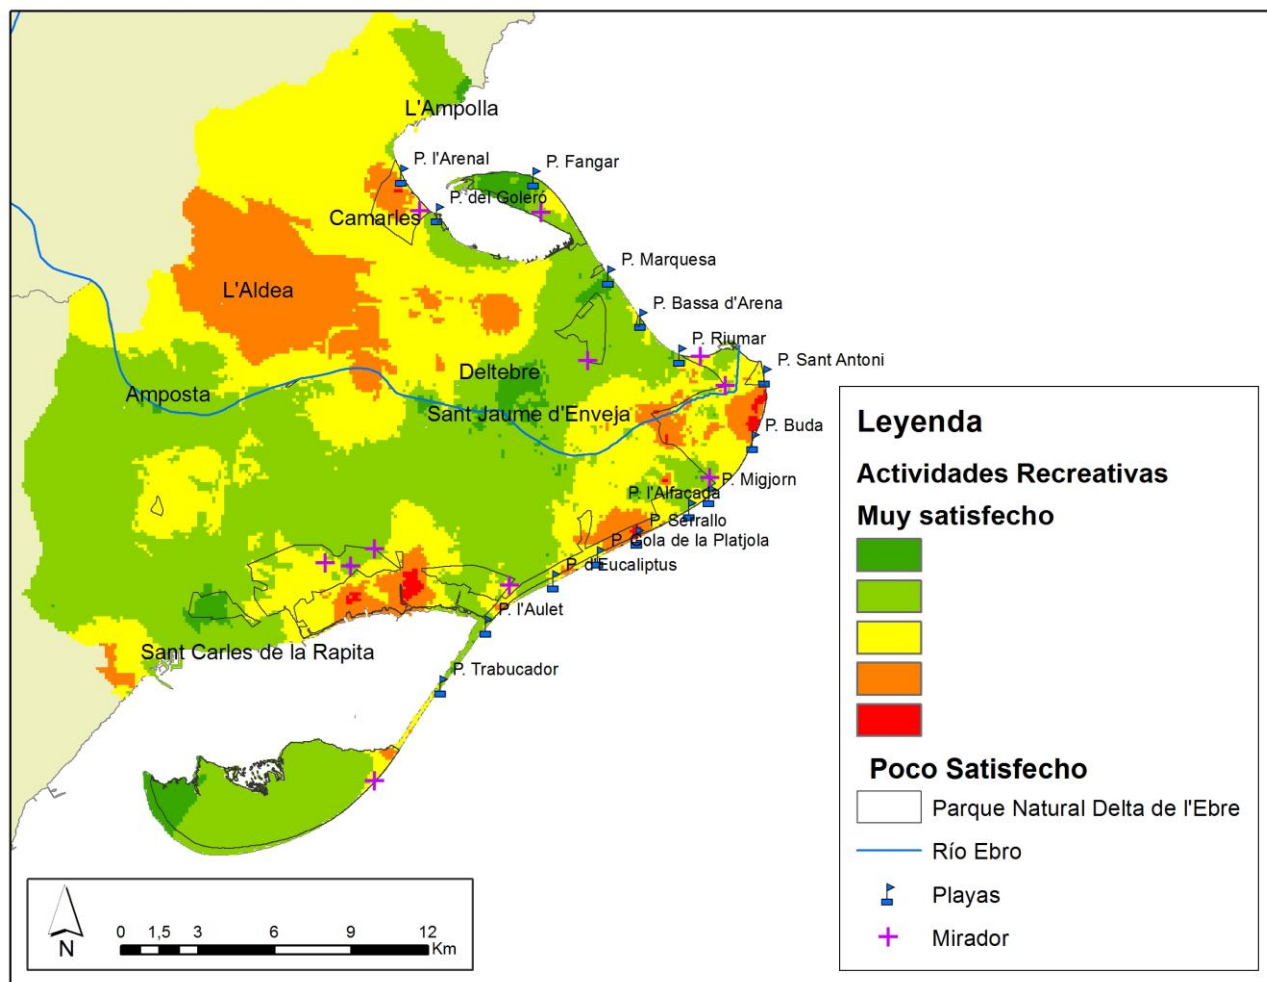 L'Ampolla
P. l'Arenal
P. Fangar
P. del Goleró
Camarles
P. Marquesa
L'Aldea
P. Bassa d'Arena
P. Riumar
P. Sant Antoni
Deltebre
Amposta
Sant Jaume d'Enveja
P. Buda
P. Migjorn
P. l'Alfacada
P. Serrallo
P. Gola de la Platjola
P. d'Eucaliptus
P. l'Aulet
Sant Carles de la Rapita
P. Trabucador
N
0 1,5 3 6 9 12
Km
Leyenda
Actividades Recreativas
Muy satisfecho
Poco Satisfecho
Parque Natural Delta de l'Ebre
Río Ebro
Playas
Mirador